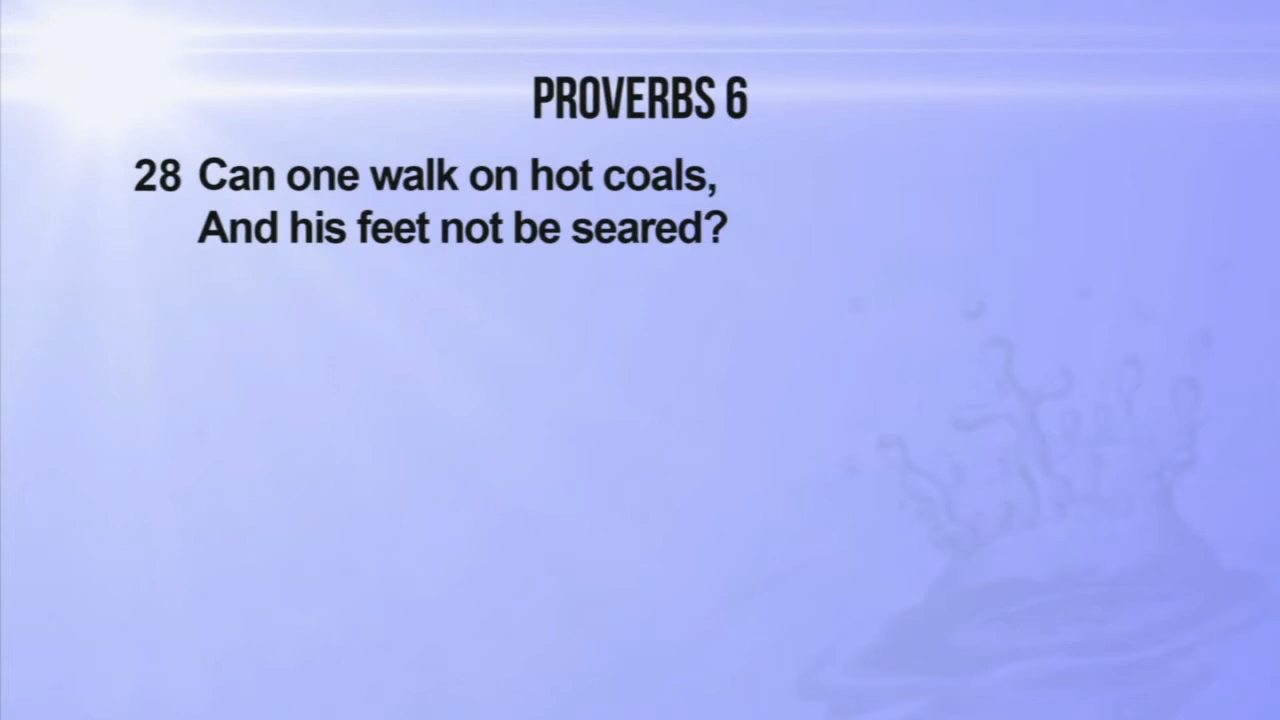 PROVERBS 6
28 Can one walk on hot coals,
And his feet not be seared?